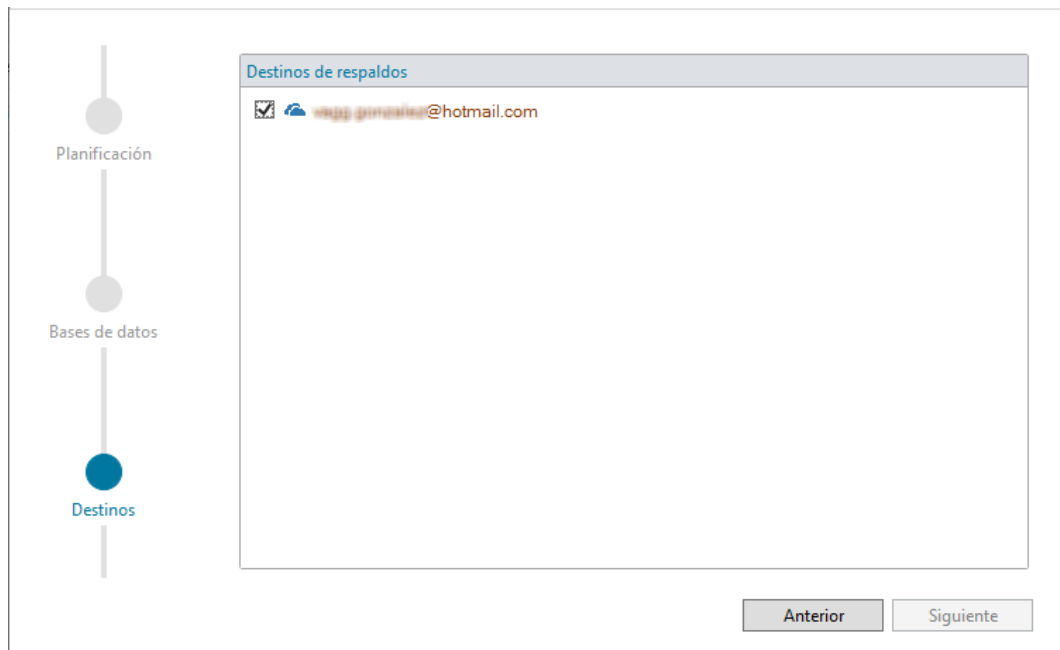 Destinos de respaldos
@hotmail.com
Planificación
Bases de datos
Destinos
Anterior
Siguiente